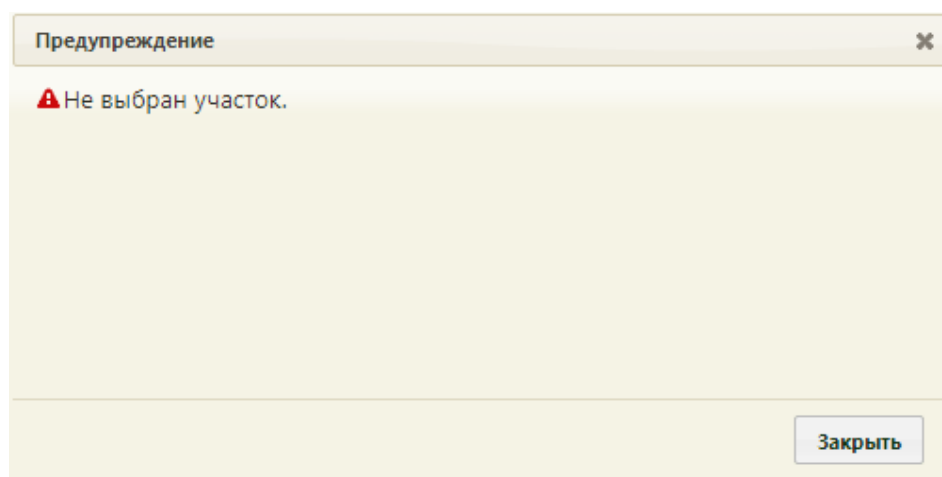 Предупреждение
Не выбран участок.
Закрыть